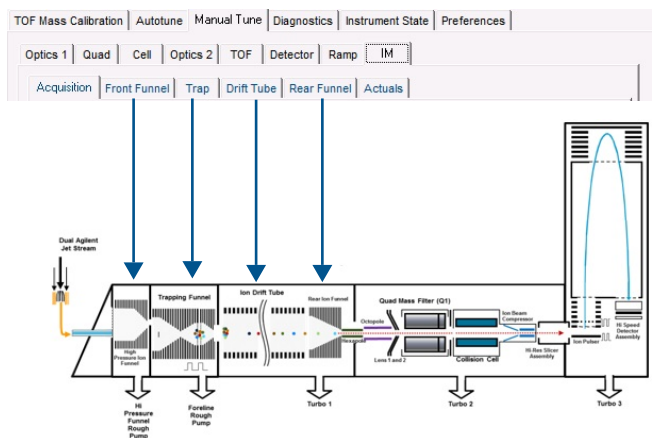 TOF Mass Calibration Autotune Manual Tune Diagnostics Instrument State Preferences
Optics 1 Quad Cell Optics 2 TOF Detector Ramp IM
Acquisition Front Funnel Trap Drift Tube Rear Funnel Actuals
Dual Agilent
Jet Stream
High
Pressure Ion
Funnel
Trapping Funnel
Ion Drift Tube
Rear Ion Funnel
Hexapole
Octopole
Lens 1 and 2
Quad Mass Filter (Q1)
Ion Beam
Compressor
Collision Cell
Hi-Res Slicer
Assembly
Ion Pulser
Hi Speed
Detector
Assembly
Hi
Pressure
Funnel
Rough
Pump
Foreline
Rough
Pump
Turbo 1
Turbo 2
Turbo 3